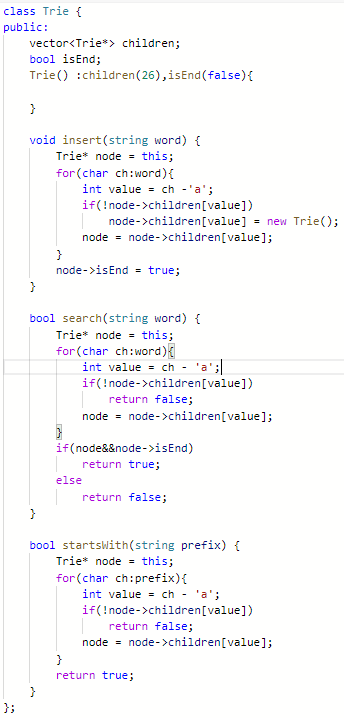 class Trie {
public:
    vector<Trie*> children;
    bool isEnd;
    Trie() :children(26),isEnd(false){

    }

    void insert(string word) {
        Trie* node = this;
        for(char ch:word){
            int value = ch -'a';
            if(!node->children[value])
                node->children[value] = new Trie();
            node = node->children[value];
        }
        node->isEnd = true;
    }

    bool search(string word) {
        Trie* node = this;
        for(char ch:word){
            int value = ch - 'a';
            if(!node->children[value])
                return false;
            node = node->children[value];
        }
        if(node&&node->isEnd)
            return true;
        else
            return false;
    }

    bool startsWith(string prefix) {
        Trie* node = this;
        for(char ch:prefix){
            int value = ch - 'a';
            if(!node->children[value])
                return false;
            node = node->children[value];
        }
        return true;
    }
};